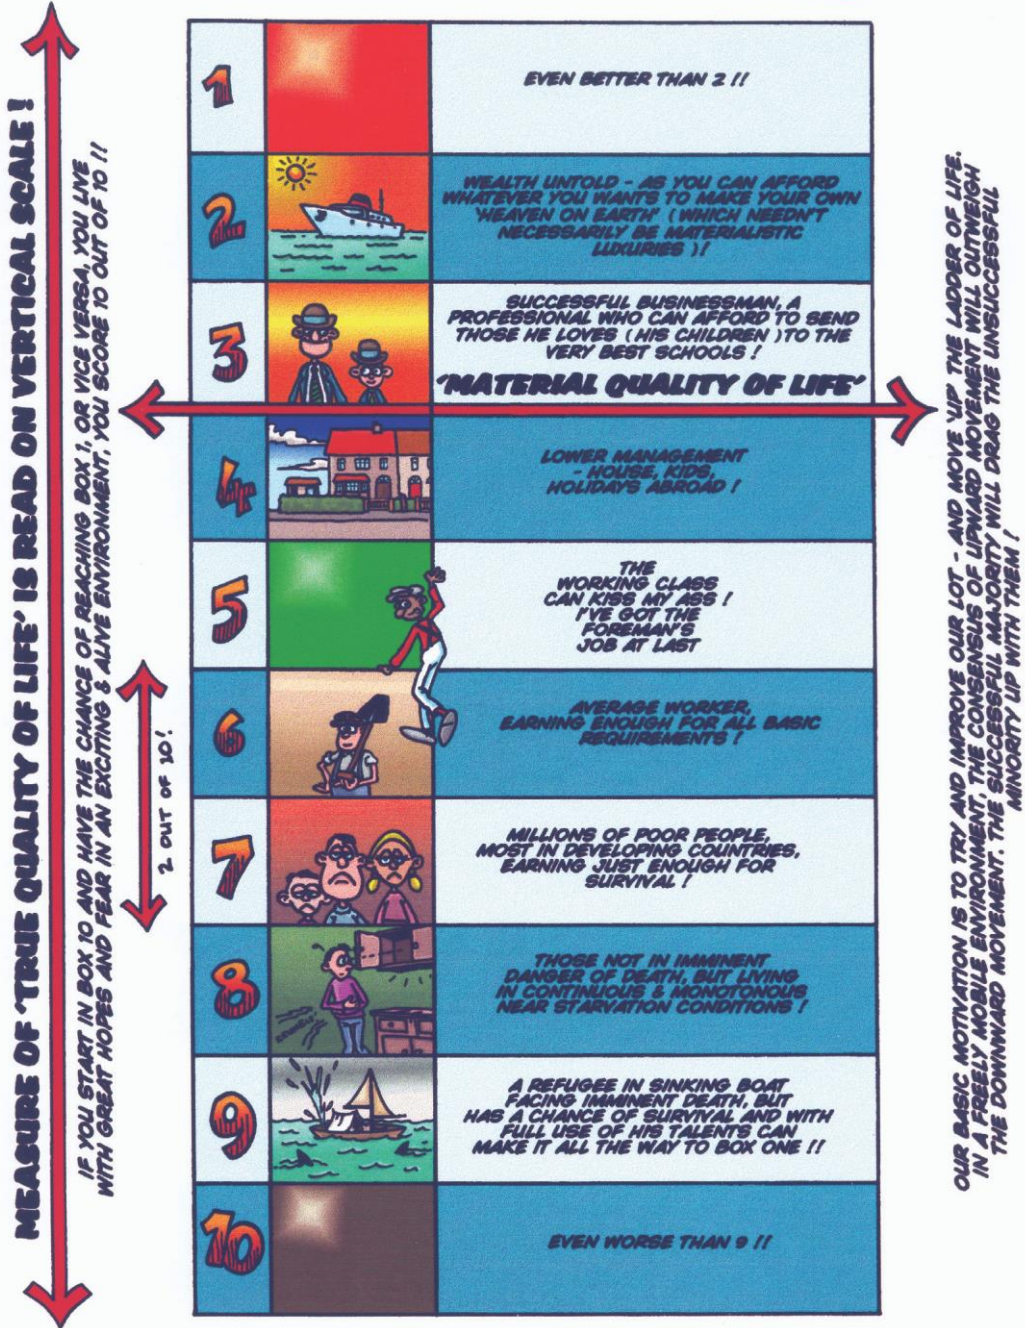 MEASURE OF 'TRUE QUALITY OF LIFE' IS READ ON VERTICAL SCALE !
IF YOU START IN BOX 10 AND HAVE THE CHANCE OF REACHING BOX 1, OR VICE VERSA, YOU LIVE
WITH GREAT HOPES AND FEAR IN AN EXCITING & ALIVE ENVIRONMENT, YOU SCORE 10 OUT OF 10 !!
2 OUT OF 10!
1
EVEN BETTER THAN 2 !!
2
WEALTH UNTOLD - AS YOU CAN AFFORD
WHATEVER YOU WANTS TO MAKE YOUR OWN
'HEAVEN ON EARTH' ( WHICH NEEDN'T
NECESSARILY BE MATERIALISTIC
LUXURIES )!
3
SUCCESSFUL BUSINESSMAN, A
PROFESSIONAL WHO CAN AFFORD TO SEND
THOSE HE LOVES ( HIS CHILDREN )TO THE
VERY BEST SCHOOLS !
'MATERIAL QUALITY OF LIFE'
4
LOWER MANAGEMENT
- HOUSE, KIDS,
HOLIDAYS ABROAD !
5
THE
WORKING CLASS
CAN KISS MY ASS !
I'VE GOT THE
FOREMAN'S
JOB AT LAST
6
AVERAGE WORKER,
EARNING ENOUGH FOR ALL BASIC
REQUIREMENTS !
7
MILLIONS OF POOR PEOPLE,
MOST IN DEVELOPING COUNTRIES,
EARNING JUST ENOUGH FOR
SURVIVAL !
8
THOSE NOT IN IMMINENT
DANGER OF DEATH, BUT LIVING
IN CONTINUOUS & MONOTONOUS
NEAR STARVATION CONDITIONS !
9
A REFUGEE IN SINKING BOAT
FACING IMMINENT DEATH, BUT
HAS A CHANCE OF SURVIVAL AND WITH
FULL USE OF HIS TALENTS CAN
MAKE IT ALL THE WAY TO BOX ONE !!
10
EVEN WORSE THAN 9 !!
OUR BASIC MOTIVATION IS TO TRY AND IMPROVE OUR LOT - AND MOVE 'UP' THE LADDER OF LIFE.
IN A FREELY MOBILE ENVIRONMENT, THE CONSENSUS OF UPWARD MOVEMENT WILL OUTWEIGH
THE DOWNWARD MOVEMENT. THE SUCCESSFUL MAJORITY WILL DRAG THE UNSUCCESSFUL
MINORITY UP WITH THEM !